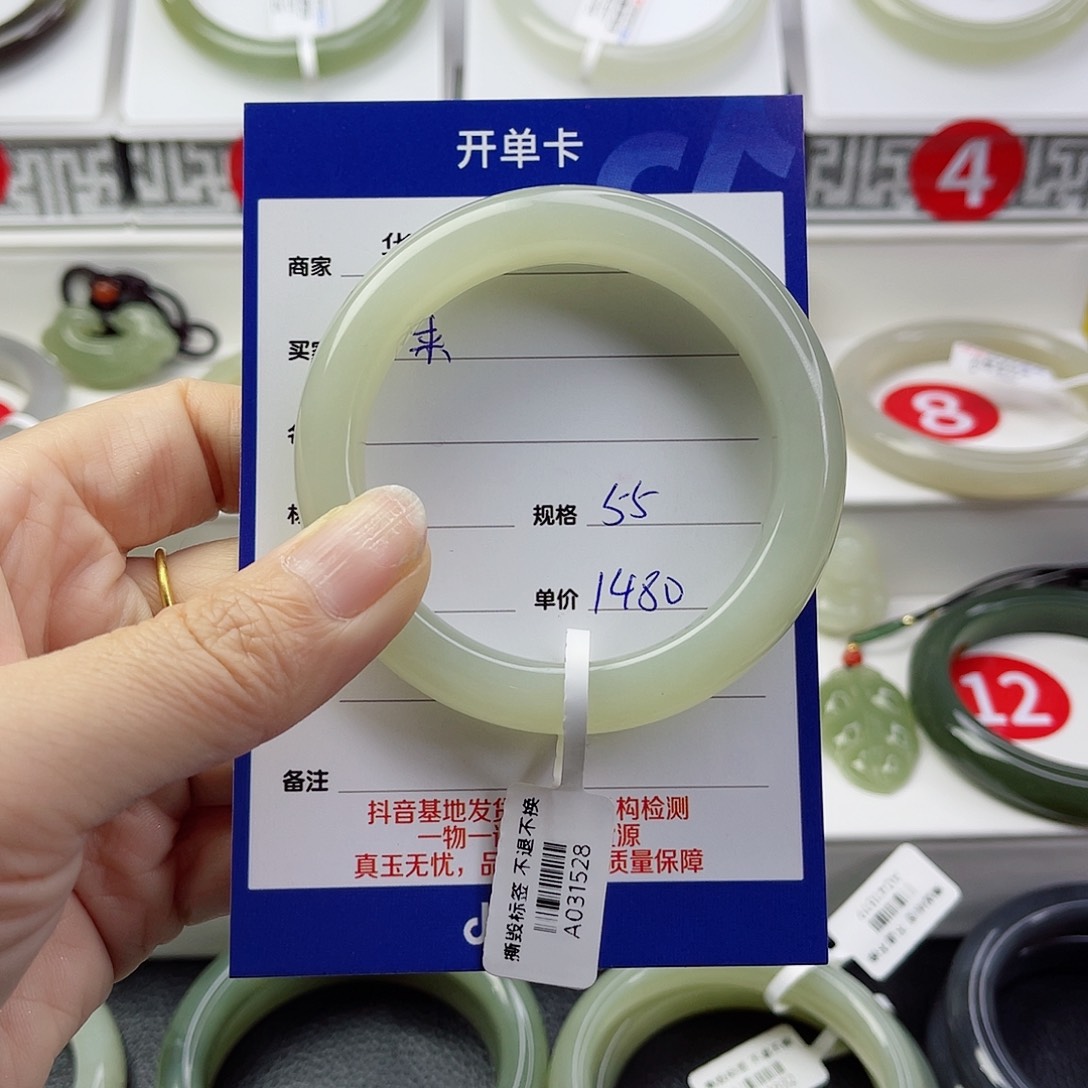 开单卡
4
商家
买
来
8
规格 55
单价 1480
12
备注
抖音基地发货 构检测
一物一 源
真玉无忧，品 质量保障
撕毁标签 不退不换
A031528